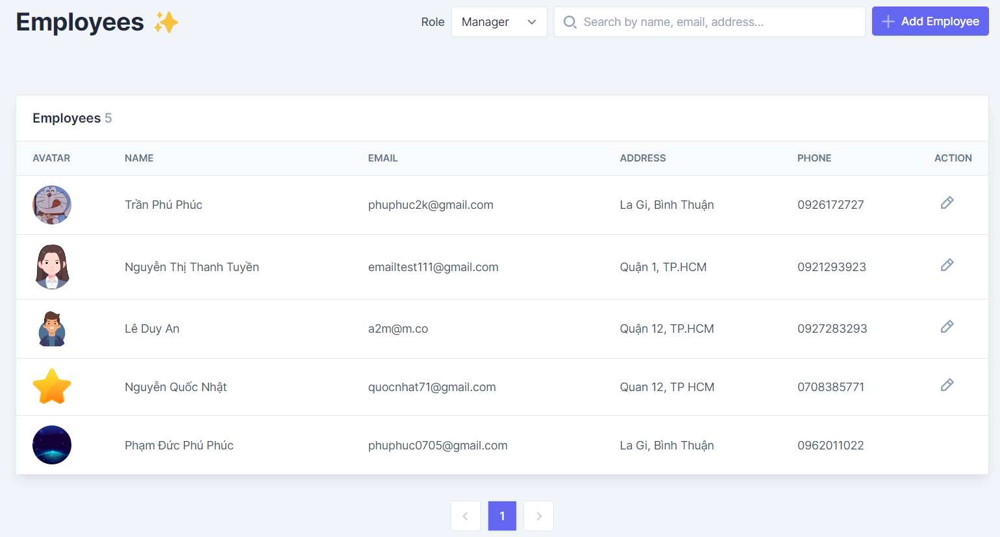 Employees ✨
Role Manager Search by name, email, address... Add Employee
Employees 5
AVATAR NAME EMAIL ADDRESS PHONE ACTION
Trần Phú Phúc phuphuc2k@gmail.com La Gi, Bình Thuận 0926172727
Nguyễn Thị Thanh Tuyền emailtest111@gmail.com Quận 1, TP.HCM 0921293923
Lê Duy An a2m@m.co Quận 12, TP.HCM 0927283293
Nguyễn Quốc Nhật quocnhat71@gmail.com Quan 12, TP HCM 0708385771
Phạm Đức Phú Phúc phuphuc0705@gmail.com La Gi, Bình Thuận 0962011022
1